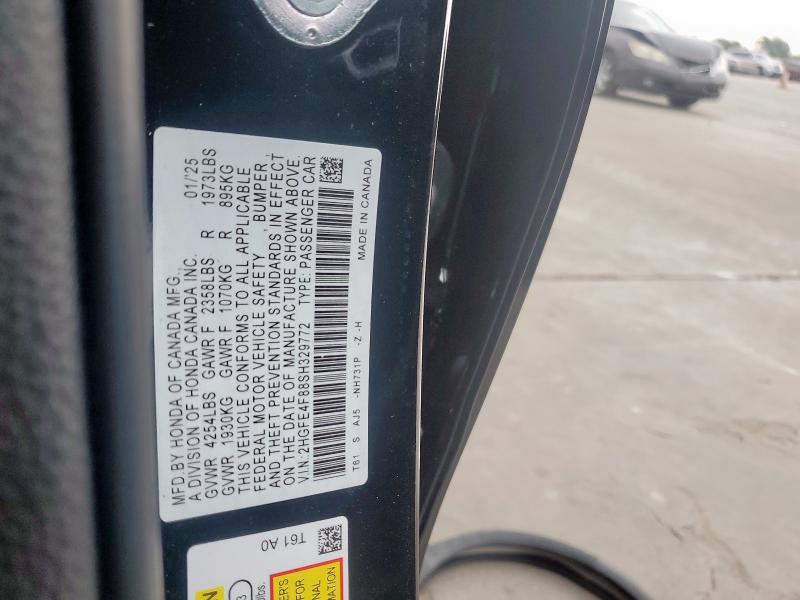 MFD.BY HONDA OF CANADA MFG.,
A DIVISION OF HONDA CANADA INC. 01/'25
GVWR 4254LBS GAWR F 2358LBS R 1973LBS
GVWR 1930KG GAWR F 1070KG R 895KG
THIS VEHICLE CONFORMS TO ALL APPLICABLE
FEDERAL MOTOR VEHICLE SAFETY , BUMPER ,
AND THEFT PREVENTION STANDARDS IN EFFECT
ON THE DATE OF MANUFACTURE SHOWN ABOVE.
V.I.N:2HGFE4F88SH329772 TYPE: PASSENGER CAR
T61 S AJ5 -NH731P -Z -H
MADE IN CANADA
T61 A0